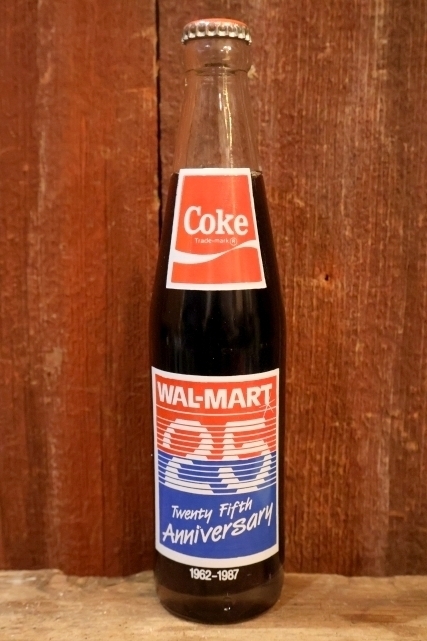 Coke
Trade-mark ®
WAL-MART
25
Twenty Fifth
Anniversary
1962-1987